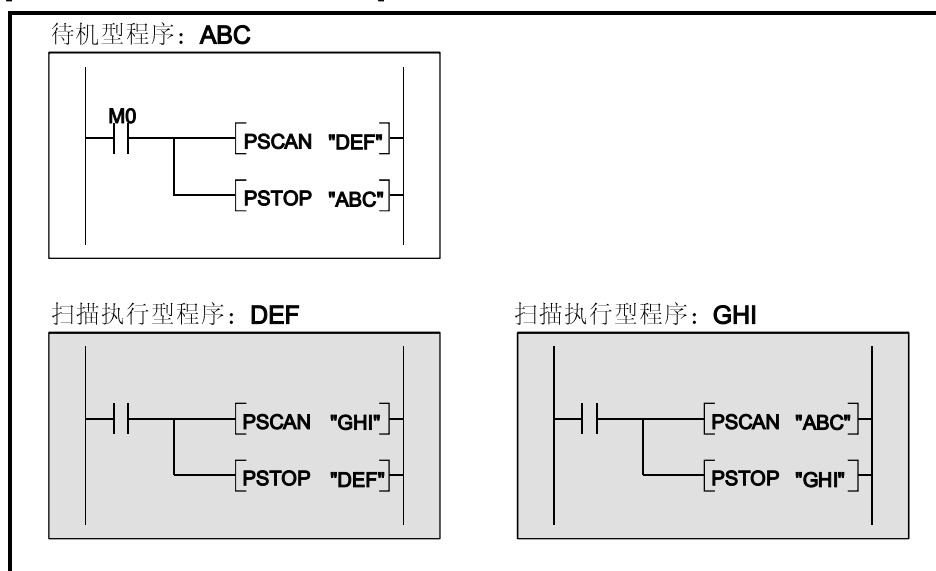 待机型程序：ABC
M0
PSCAN "DEF"
PSTOP "ABC"
扫描执行型程序：DEF
PSCAN "GHI"
PSTOP "DEF"
扫描执行型程序：GHI
PSCAN "ABC"
PSTOP "GHI"